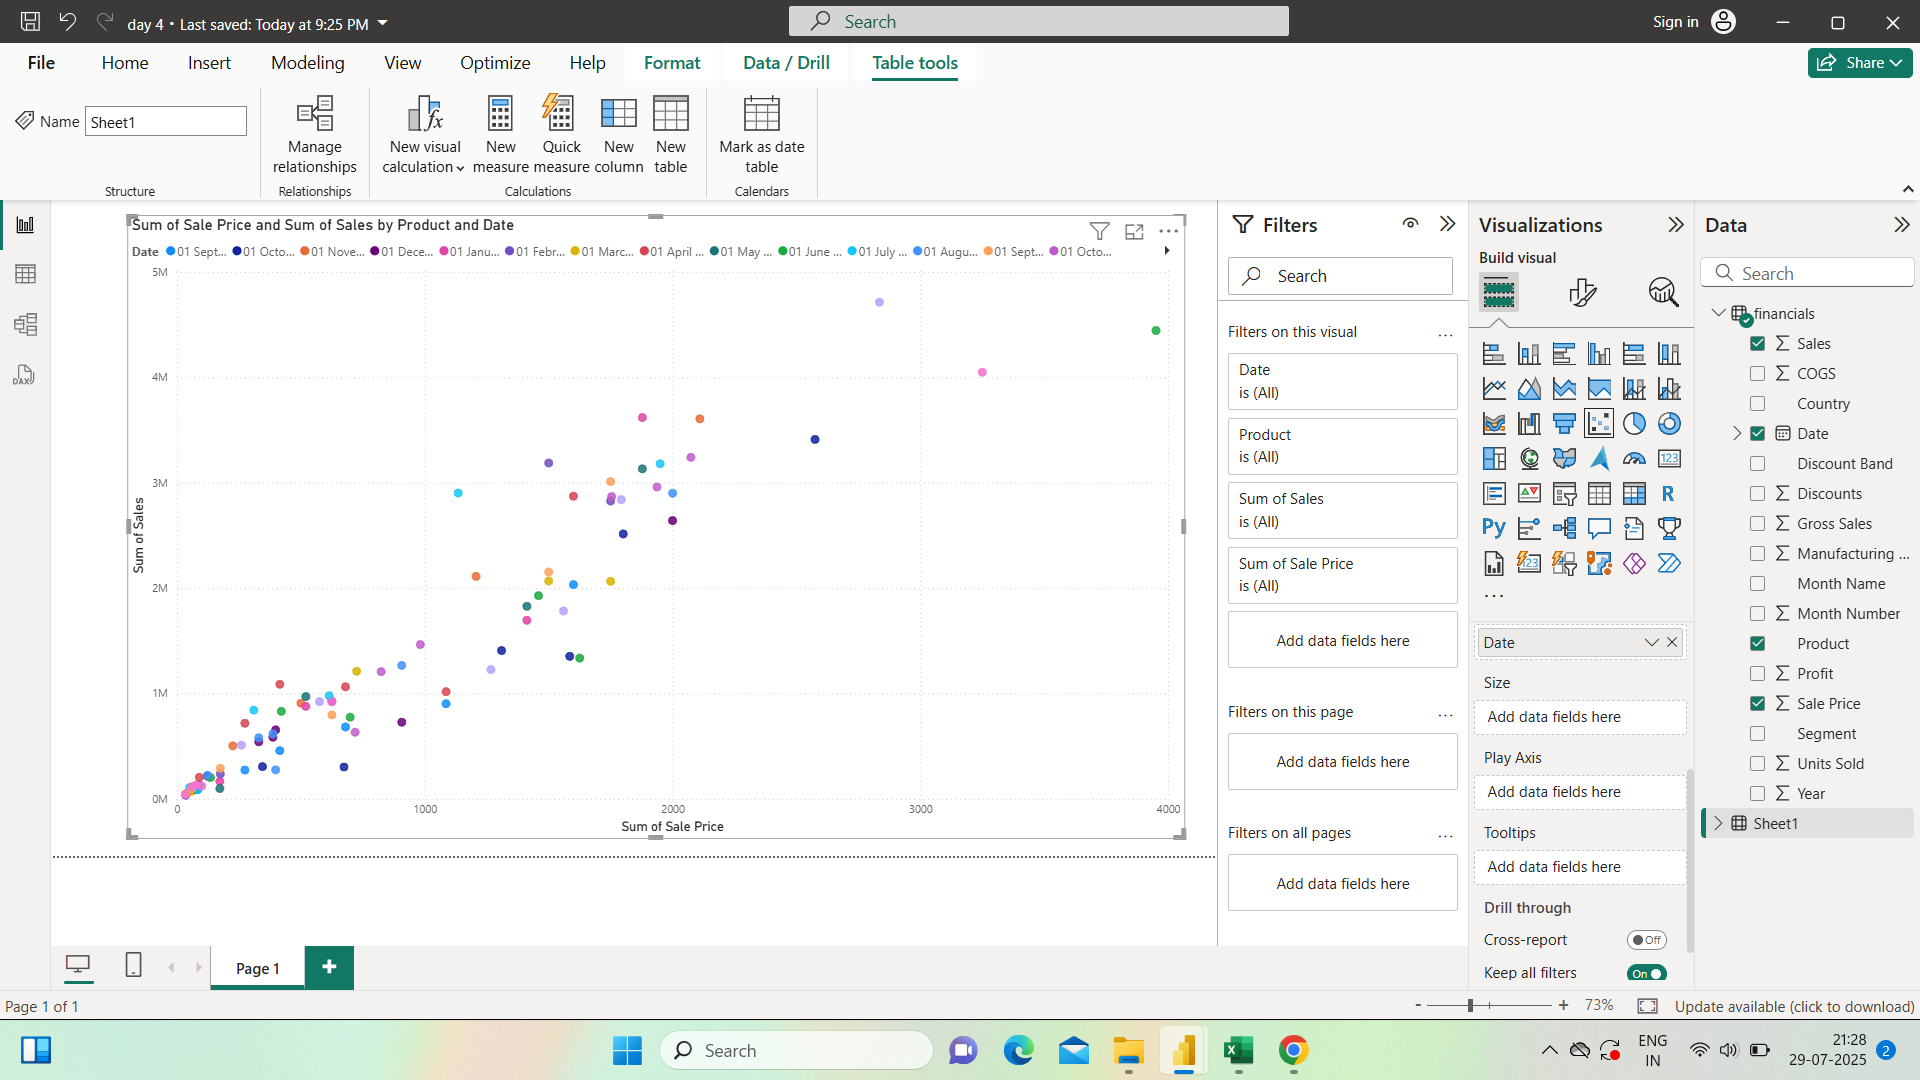 day 4 • Last saved: Today at 9:25 PM
Search
Sign in
File
Home
Insert
Modeling
View
Optimize
Help
Format
Data / Drill
Table tools
Share
Name
Sheet1
Structure
Manage
relationships
Relationships
New visual
calculation
New
measure
Quick
measure
New
column
New
table
Calculations
Mark as date
table
Calendars
Sum of Sale Price and Sum of Sales by Product and Date
Date 01 Sept... 01 Octo... 01 Nove... 01 Dece... 01 Janu... 01 Febr... 01 Marc... 01 April ... 01 May ... 01 June ... 01 July ... 01 Augu... 01 Sept... 01 Octo...
5M
4M
3M
2M
1M
0M
Sum of Sales
0
1000
2000
3000
4000
Sum of Sale Price
Filters
Search
Filters on this visual
...
Date
is (All)
Product
is (All)
Sum of Sales
is (All)
Sum of Sale Price
is (All)
Add data fields here
Filters on this page
...
Add data fields here
Filters on all pages
...
Add data fields here
Visualizations
Build visual
123
R
Py
123
...
Date
Size
Add data fields here
Play Axis
Add data fields here
Tooltips
Add data fields here
Drill through
Cross-report
Off
Keep all filters
On
Data
Search
financials
Sales
COGS
Country
Date
Discount Band
Discounts
Gross Sales
Manufacturing ...
Month Name
Month Number
Product
Profit
Sale Price
Segment
Units Sold
Year
Sheet1
DAX
Page 1
Page 1 of 1
- + 73%
Update available (click to download)
Search
ENG
IN
21:28
29-07-2025
2